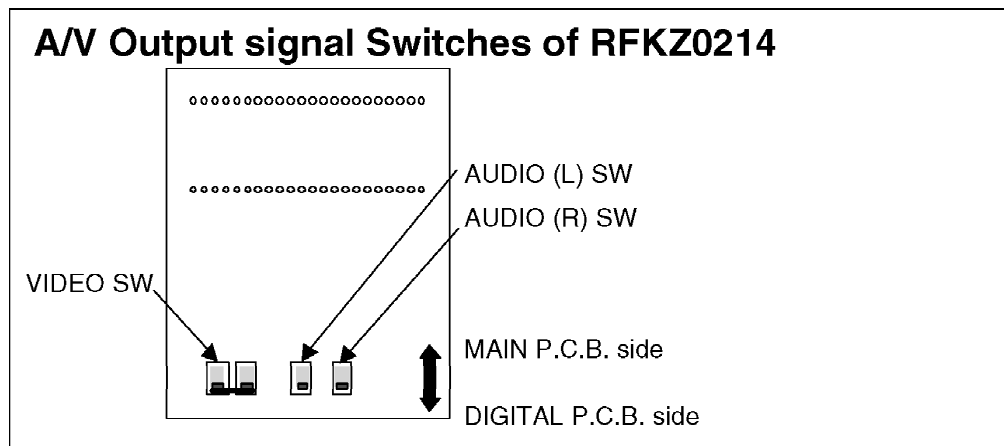 A/V Output signal Switches of RFKZ0214
AUDIO (L) SW
AUDIO (R) SW
VIDEO SW
MAIN P.C.B. side
DIGITAL P.C.B. side